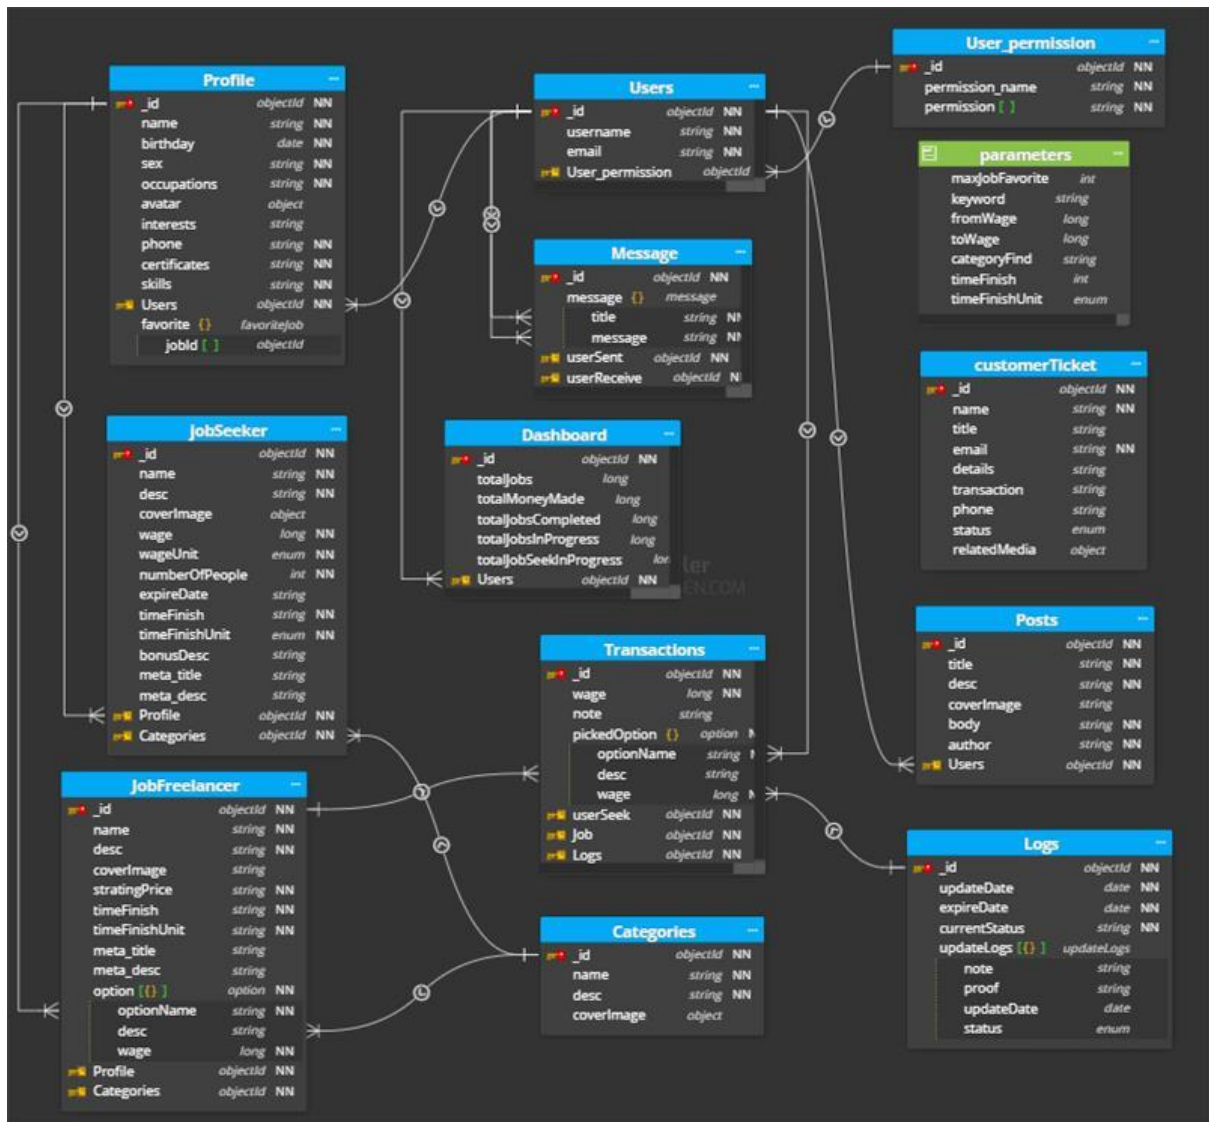 Profile ...
_id objectId NN
name string NN
birthday date NN
sex string NN
occupations string NN
avatar object
interests string
phone string NN
certificates string NN
skills string NN
Users objectId NN
favorite {} favoriteJob
jobId [ ] objectId
Users ...
_id objectId NN
username string NN
email string NN
User_permission objectId
User_permission ...
_id objectId NN
permission_name string NN
permission [ ] string NN
parameters ...
maxJobFavorite int
keyword string
fromWage long
toWage long
categoryFind string
timeFinish int
timeFinishUnit enum
Message ...
_id objectId NN
message {} message
title string NN
message string NN
userSent objectId NN
userReceive objectId N
customerTicket ...
_id objectId NN
name string NN
title string
email string NN
details string
transaction string
phone string
status enum
relatedMedia object
JobSeeker ...
_id objectId NN
name string NN
desc string NN
coverImage object
wage long NN
wageUnit enum NN
numberOfPeople int NN
expireDate string
timeFinish string NN
timeFinishUnit enum NN
bonusDesc string
meta_title string
meta_desc string
Profile objectId NN
Categories objectId NN
Dashboard ...
_id objectId NN
totalJobs long
totalMoneyMade long
totalJobsCompleted long
totalJobsInProgress long
totalJobSeekInProgress lon
Users objectId NN
Posts ...
_id objectId NN
title string NN
desc string NN
coverImage string
body string NN
author string NN
Users objectId NN
Transactions ...
_id objectId NN
wage long NN
note string
pickedOption {} option N
optionName string N
desc string
wage long N
userSeek objectId NN
Job objectId NN
Logs objectId NN
JobFreelancer ...
_id objectId NN
name string NN
desc string NN
coverImage string
stratingPrice string NN
timeFinish string NN
timeFinishUnit string NN
meta_title string
meta_desc string
option [{} ] option NN
optionName string NN
desc string
wage long NN
Profile objectId NN
Categories objectId NN
Categories ...
_id objectId NN
name string NN
desc string NN
coverImage object
Logs ...
_id objectId NN
updateDate date NN
expireDate date NN
currentStatus string NN
updateLogs [{} ] updateLogs
note string
proof string
updateDate date
status enum